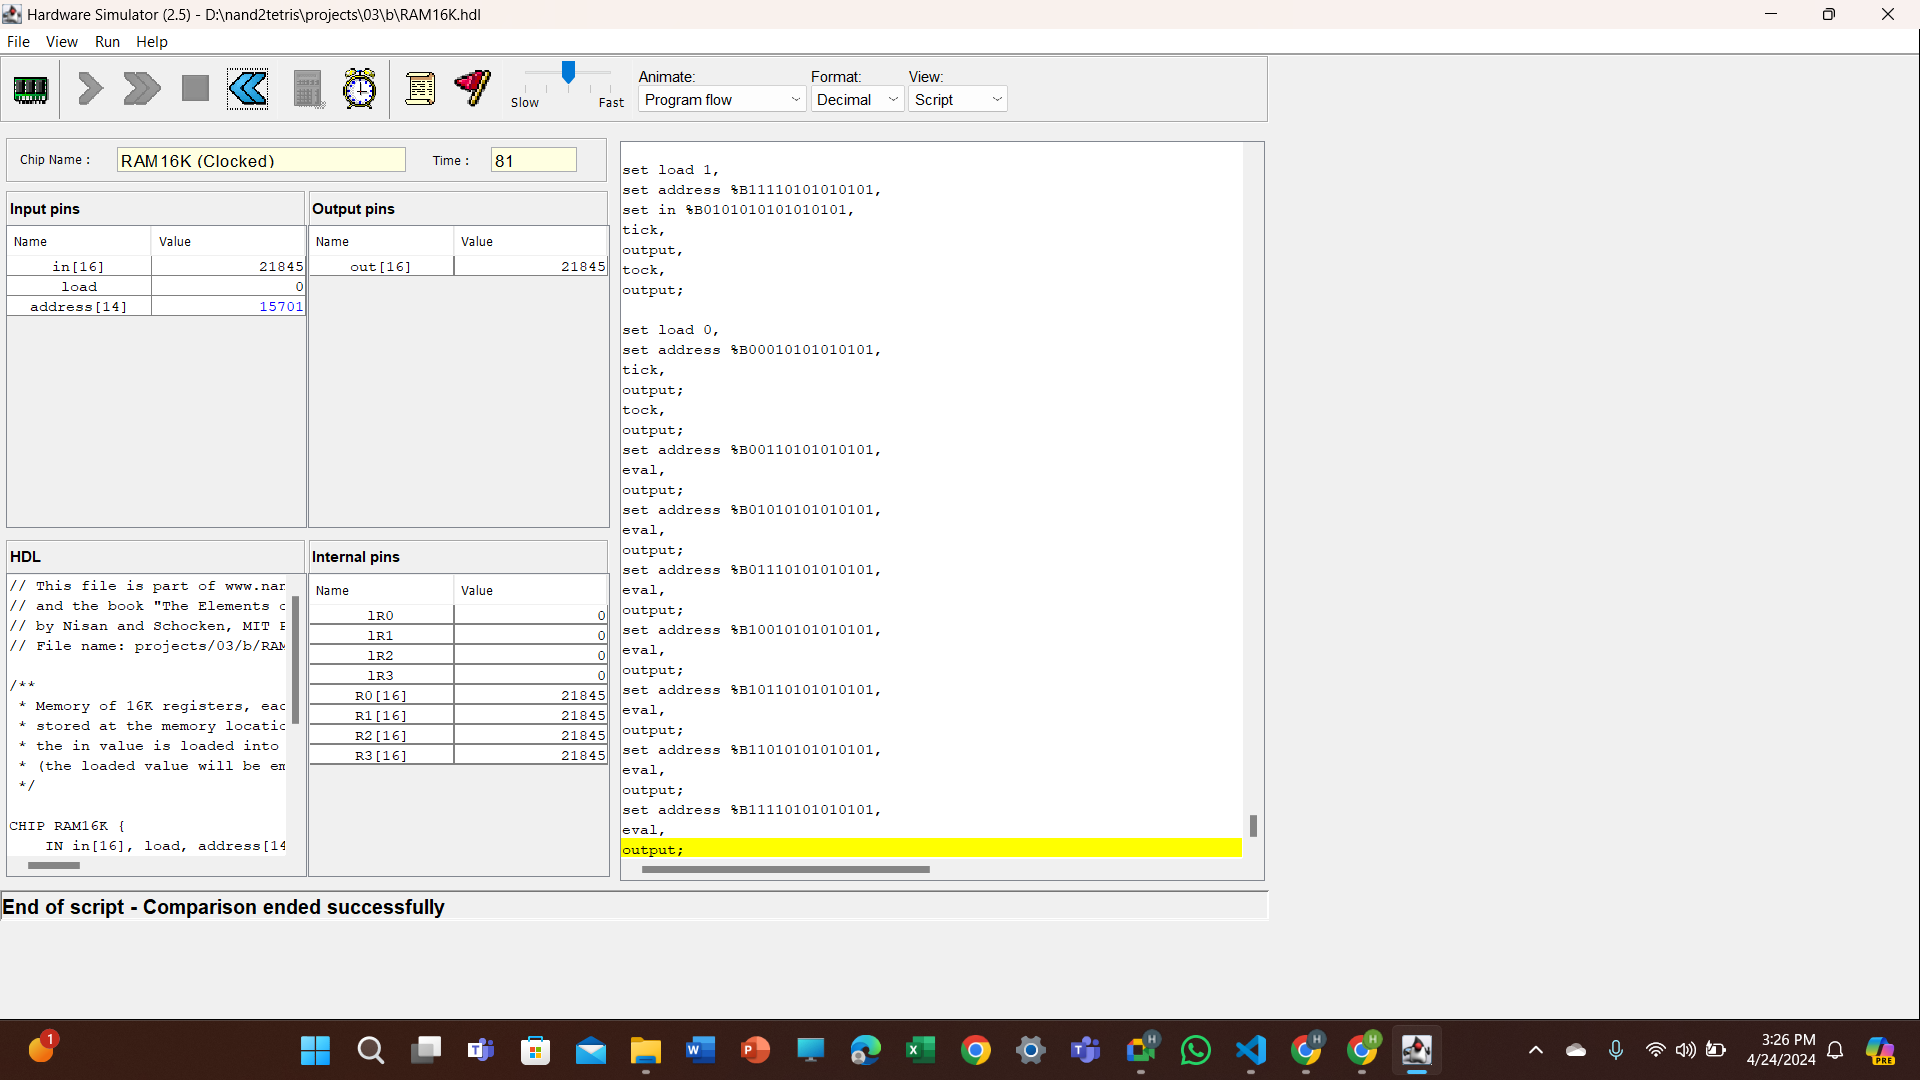 Hardware Simulator (2.5) - D:\nand2tetris\projects\03\b\RAM16K.hdl
File View Run Help
Slow Fast
Animate: Format: View:
Program flow Decimal Script
Chip Name : RAM16K (Clocked) Time : 81
Input pins
Name Value
in[16] 21845
load 0
address[14] 15701
Output pins
Name Value
out[16] 21845
HDL
// This file is part of www.nan
// and the book "The Elements o
// by Nisan and Schocken, MIT P
// File name: projects/03/b/RAM
/**
* Memory of 16K registers, eac
* stored at the memory locatio
* the in value is loaded into
* (the loaded value will be em
*/
CHIP RAM16K {
IN in[16], load, address[14
Internal pins
Name Value
lR0 0
lR1 0
lR2 0
lR3 0
R0[16] 21845
R1[16] 21845
R2[16] 21845
R3[16] 21845
set load 1,
set address %B11110101010101,
set in %B0101010101010101,
tick,
output,
tock,
output;
set load 0,
set address %B00010101010101,
tick,
output;
tock,
output;
set address %B00110101010101,
eval,
output;
set address %B01010101010101,
eval,
output;
set address %B01110101010101,
eval,
output;
set address %B10010101010101,
eval,
output;
set address %B10110101010101,
eval,
output;
set address %B11010101010101,
eval,
output;
set address %B11110101010101,
eval,
output;
End of script - Comparison ended successfully
1
3:26 PM
4/24/2024
PRE